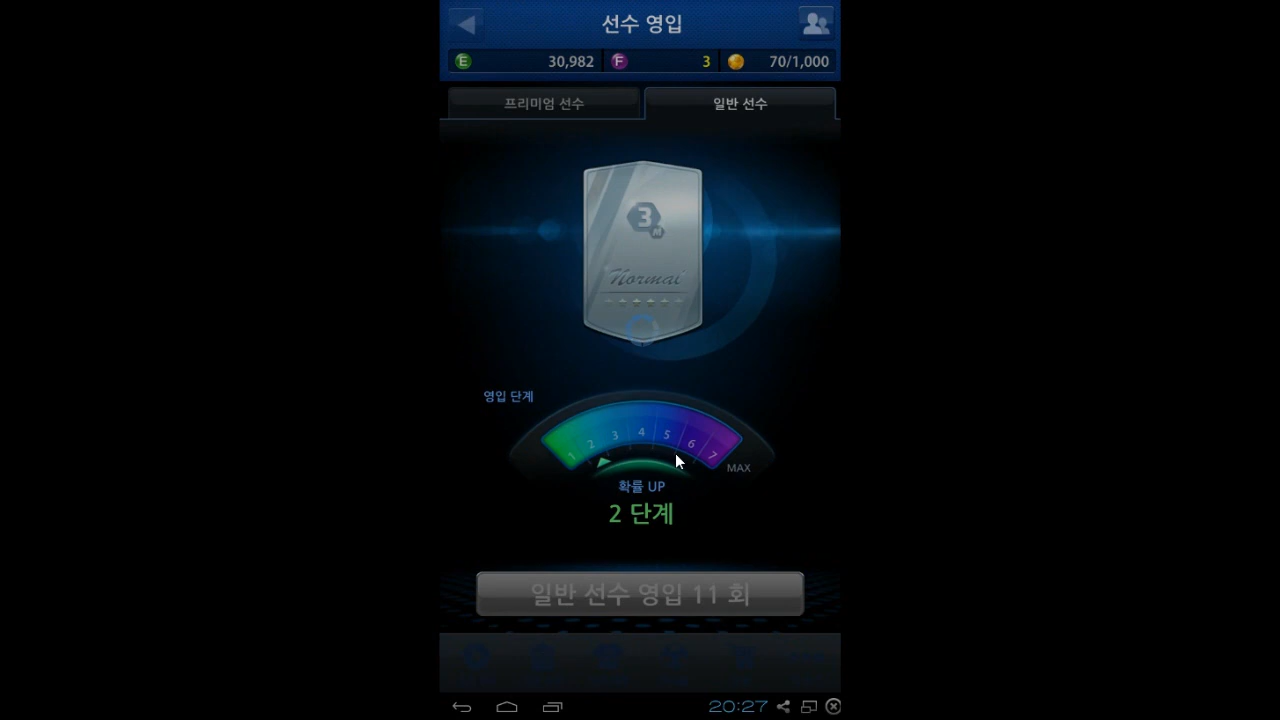 선수 영입
E 30,982 F 3 70/1,000
프리미엄 선수 일반 선수
3M
Normal
영입 단계
1 2 3 4 5 6 7
MAX
확률 UP
2 단계
일반 선수 영입 11 회
20:27